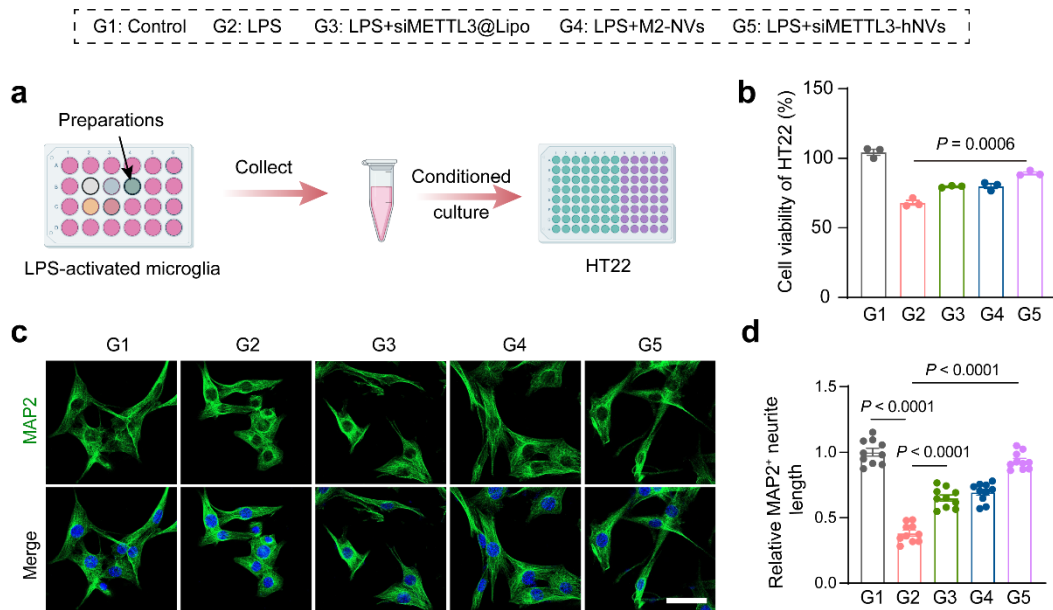 G1: Control G2: LPS G3: LPS+siMETTL3@Lipo G4: LPS+M2-NVs G5: LPS+siMETTL3-hNVs
a
Preparations
Collect
Conditioned
culture
LPS-activated microglia
HT22
b
Cell viability of HT22 (%)
150
100
50
0
P = 0.0006
G1 G2 G3 G4 G5
c
G1 G2 G3 G4 G5
MAP2
Merge
d
Relative MAP2⁺ neurite
length
1.5
1.0
0.5
0.0
P < 0.0001
P < 0.0001
P < 0.0001
G1 G2 G3 G4 G5